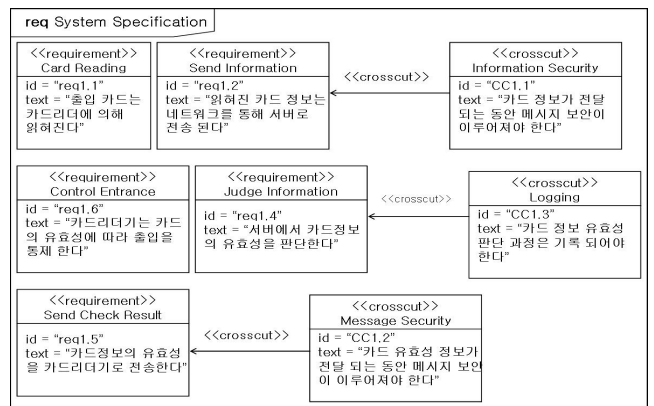 req System Specification
<<requirement>>
Card Reading
id = "req1.1"
text = "출입 카드는
카드리더에 의해
읽혀진다"
<<requirement>>
Send Information
id = "req1.2"
text = "읽혀진 카드 정보는
네트워크를 통해 서버로
전송 된다"
<<crosscut>>
<<crosscut>>
Information Security
id = "CC1.1"
text = "카드 정보가 전달
되는 동안 메시지 보안이
이루어져야 한다"
<<requirement>>
Control Entrance
id = "req1.6"
text = "카드리더기는 카드
의 유효성에 따라 출입을
통제 한다"
<<requirement>>
Judge Information
id = "req1.4"
text = "서버에서 카드정보
의 유효성을 판단한다"
<<crosscut>>
<<crosscut>>
Logging
id = "CC1.3"
text = "카드 정보 유효성
판단 과정은 기록 되어야
한다"
<<requirement>>
Send Check Result
id = "req1.5"
text = "카드정보의 유효성
을 카드리더기로 전송한다"
<<crosscut>>
<<crosscut>>
Message Security
id = "CC1.2"
text = "카드 유효성 정보가
전달 되는 동안 메시지 보안
이 이루어져야 한다"